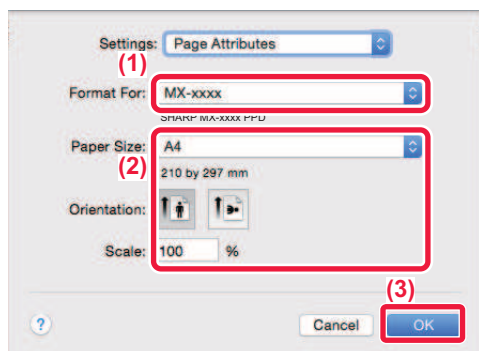 Settings: Page Attributes
(1)
Format For: MX-xxxx
SHARP MX-xxxx PPD
Paper Size: A4
(2)
210 by 297 mm
Orientation:
Scale: 100 %
(3)
? Cancel OK